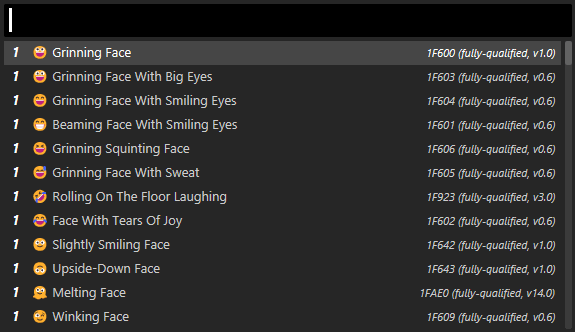 1 😀 Grinning Face 1F600 (fully-qualified, v1.0)
1 😃 Grinning Face With Big Eyes 1F603 (fully-qualified, v0.6)
1 😄 Grinning Face With Smiling Eyes 1F604 (fully-qualified, v0.6)
1 😁 Beaming Face With Smiling Eyes 1F601 (fully-qualified, v0.6)
1 😆 Grinning Squinting Face 1F606 (fully-qualified, v0.6)
1 😅 Grinning Face With Sweat 1F605 (fully-qualified, v0.6)
1 🤣 Rolling On The Floor Laughing 1F923 (fully-qualified, v3.0)
1 😂 Face With Tears Of Joy 1F602 (fully-qualified, v0.6)
1 🙂 Slightly Smiling Face 1F642 (fully-qualified, v1.0)
1 🙃 Upside-Down Face 1F643 (fully-qualified, v1.0)
1 🫠 Melting Face 1FAE0 (fully-qualified, v14.0)
1 😉 Winking Face 1F609 (fully-qualified, v0.6)